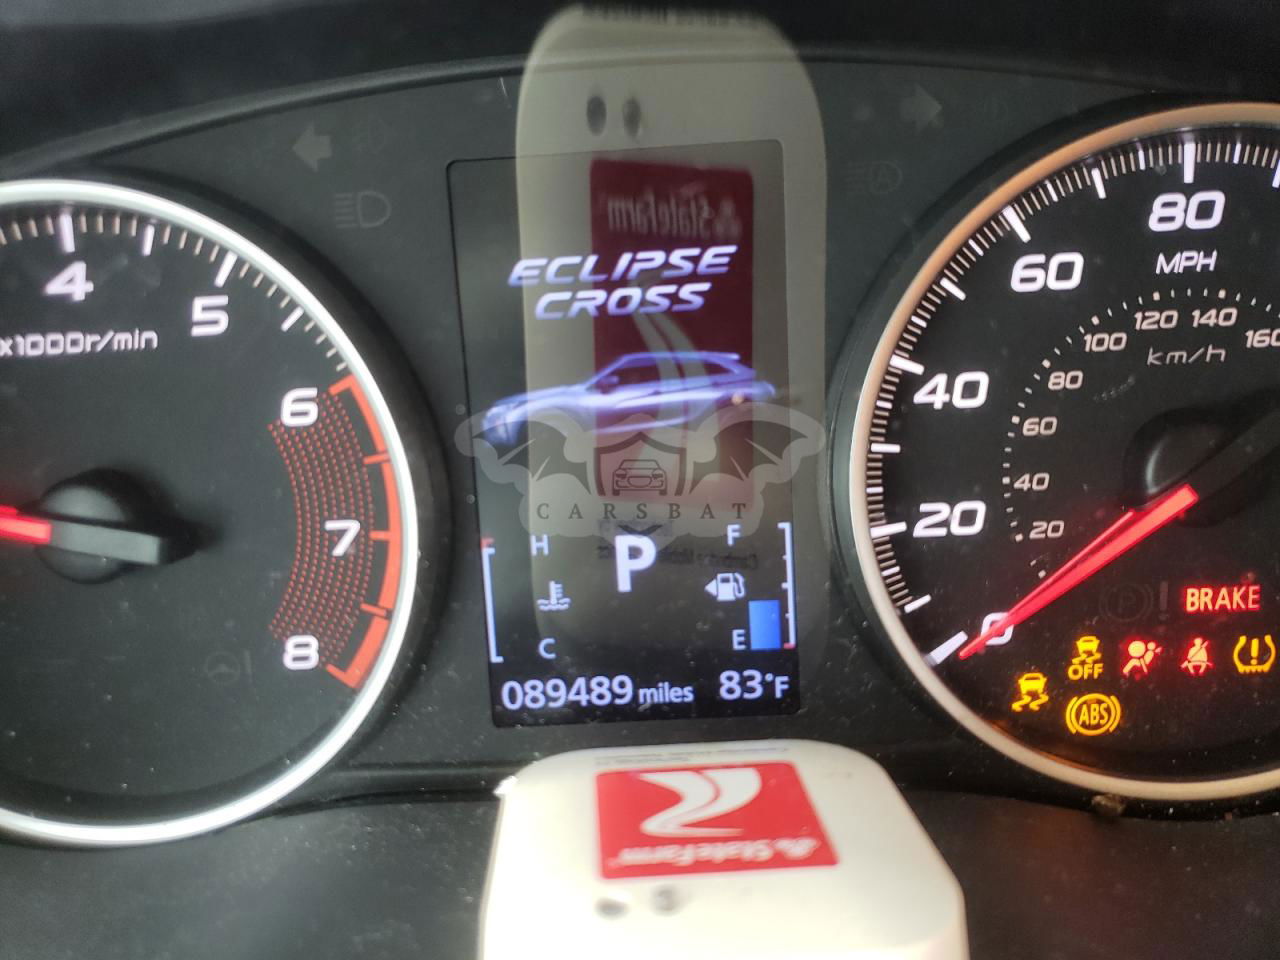 4
5
x1000r/min
6
7
8
StateFarm
ECLIPSE
CROSS
CARSBAT
H
F
P
C
E
089489 miles
83°F
80
MPH
60
120 140
100
160
km/h
40
80
60
40
20
20
0
BRAKE
OFF
ABS
StateFarm